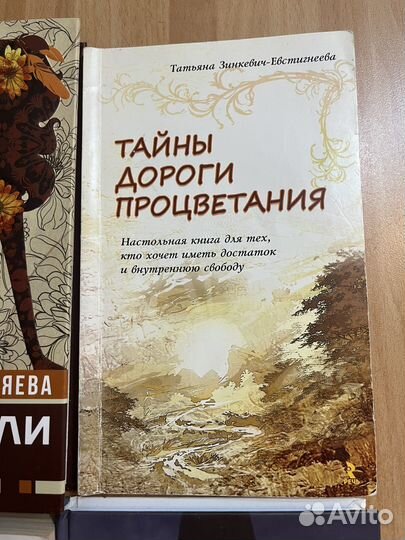 Татьяна Зинкевич-Евстигнеева
ТАЙНЫ
ДОРОГИ
ПРОЦВЕТАНИЯ
Настольная книга для тех,
кто хочет иметь достаток
и внутреннюю свободу
ЯЕВА
ЛИ
Avito